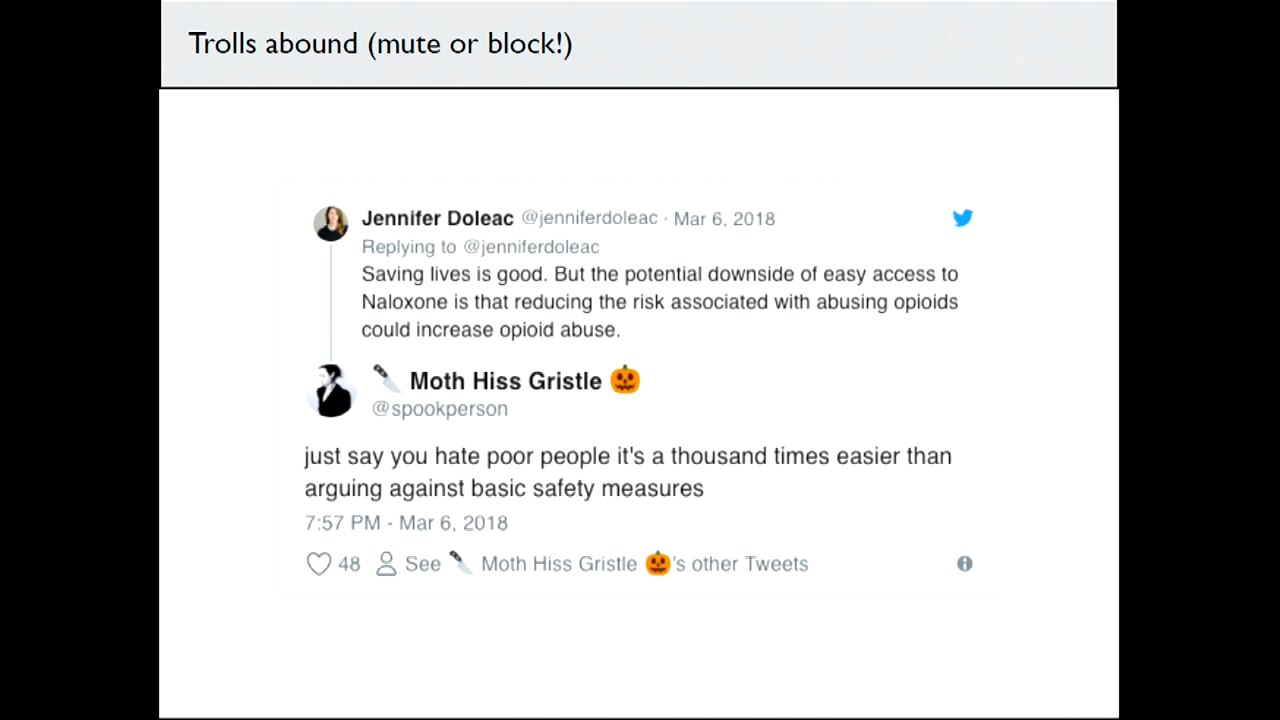 Trolls abound (mute or block!)
Jennifer Doleac @jenniferdoleac · Mar 6, 2018
Replying to @jenniferdoleac
Saving lives is good. But the potential downside of easy access to
Naloxone is that reducing the risk associated with abusing opioids
could increase opioid abuse.
🔪 Moth Hiss Gristle 🎃
@spookperson
just say you hate poor people it's a thousand times easier than
arguing against basic safety measures
7:57 PM - Mar 6, 2018
48 See 🔪 Moth Hiss Gristle 🎃's other Tweets